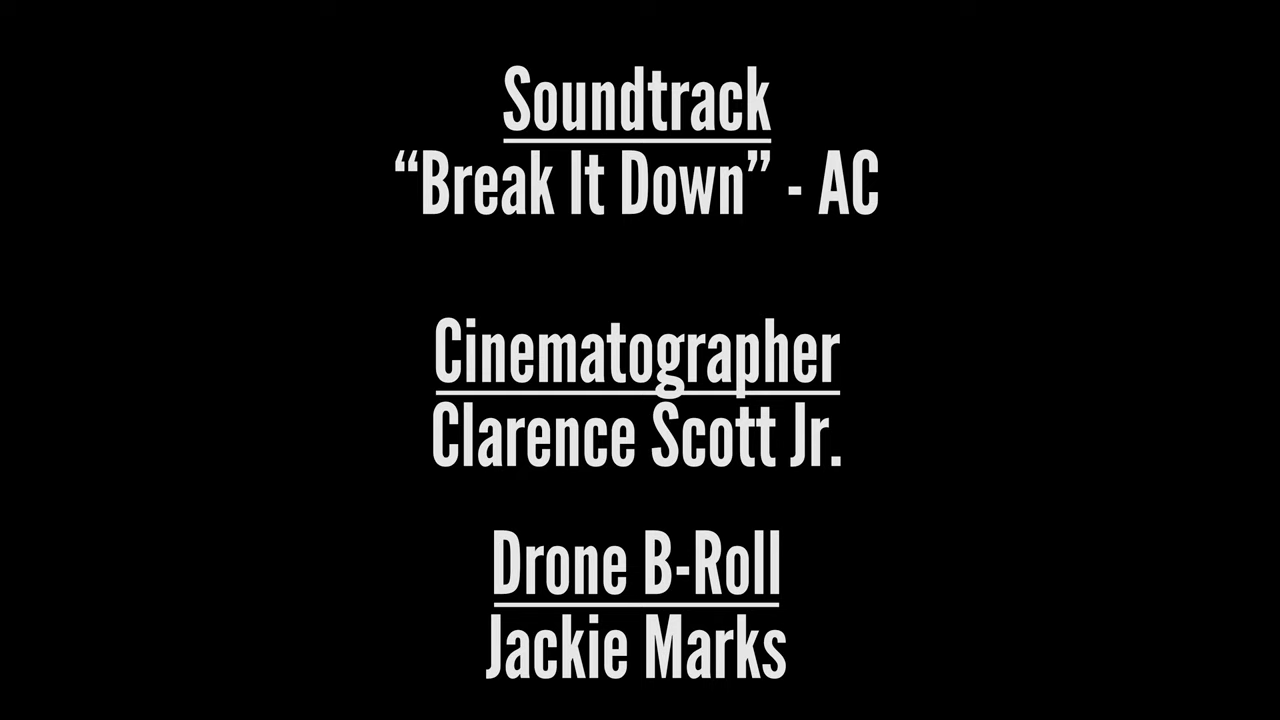 Soundtrack
“Break It Down” - AC
Cinematographer
Clarence Scott Jr.
Drone B-Roll
Jackie Marks